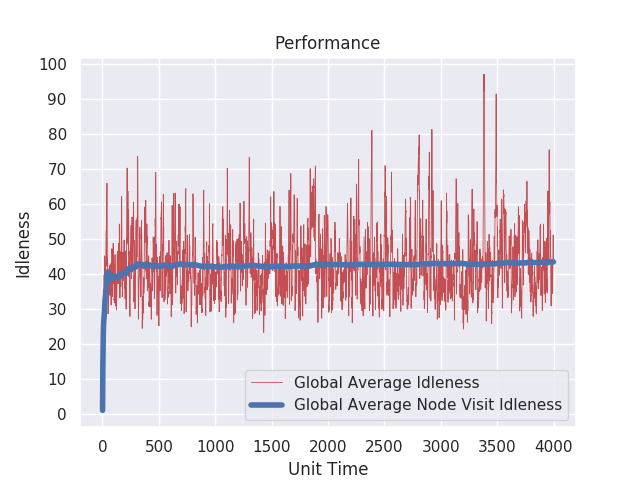 Performance
100
90
80
70
60
50
40
30
20
10
0
Idleness
Global Average Idleness
Global Average Node Visit Idleness
0 500 1000 1500 2000 2500 3000 3500 4000
Unit Time